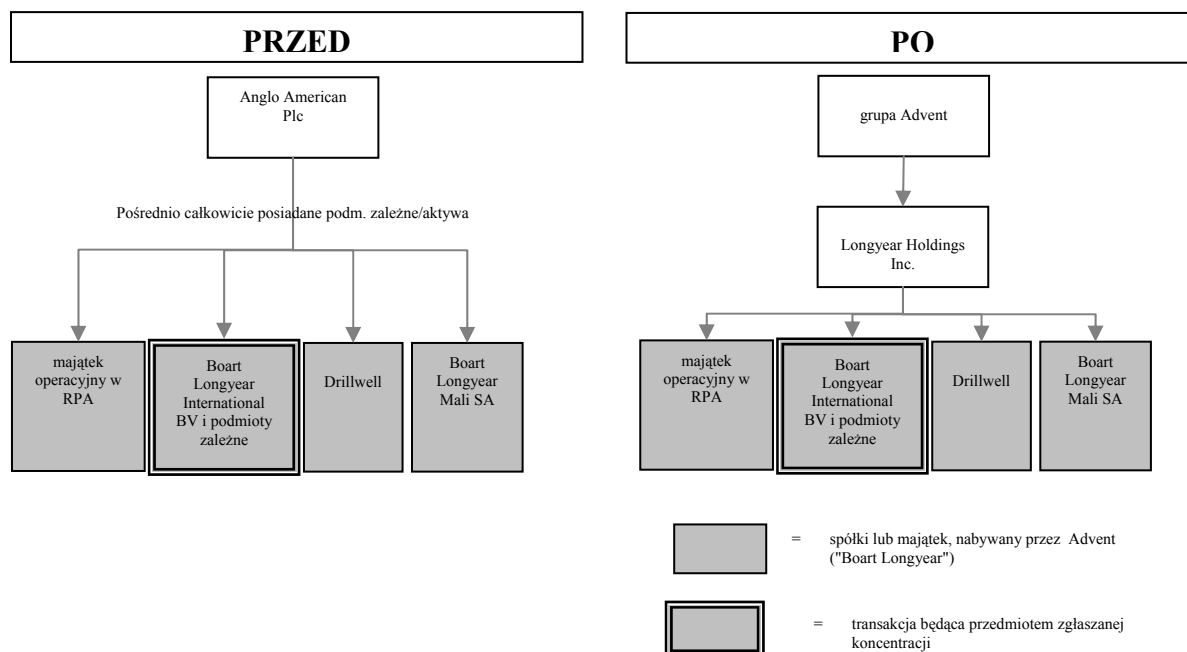 PRZED
Anglo American
Plc
Pośrednio całkowicie posiadane podm. zależne/aktywa
majątek
operacyjny w
RPA
Boart
Longyear
International
BV i podmioty
zależne
Drillwell
Boart
Longyear
Mali SA
PO
grupa Advent
Longyear Holdings
Inc.
majątek
operacyjny w
RPA
Boart
Longyear
International
BV i podmioty
zależne
Drillwell
Boart
Longyear
Mali SA
= spółki lub majątek, nabywany przez Advent
("Boart Longyear")
= transakcja będąca przedmiotem zgłaszanej
koncentracji